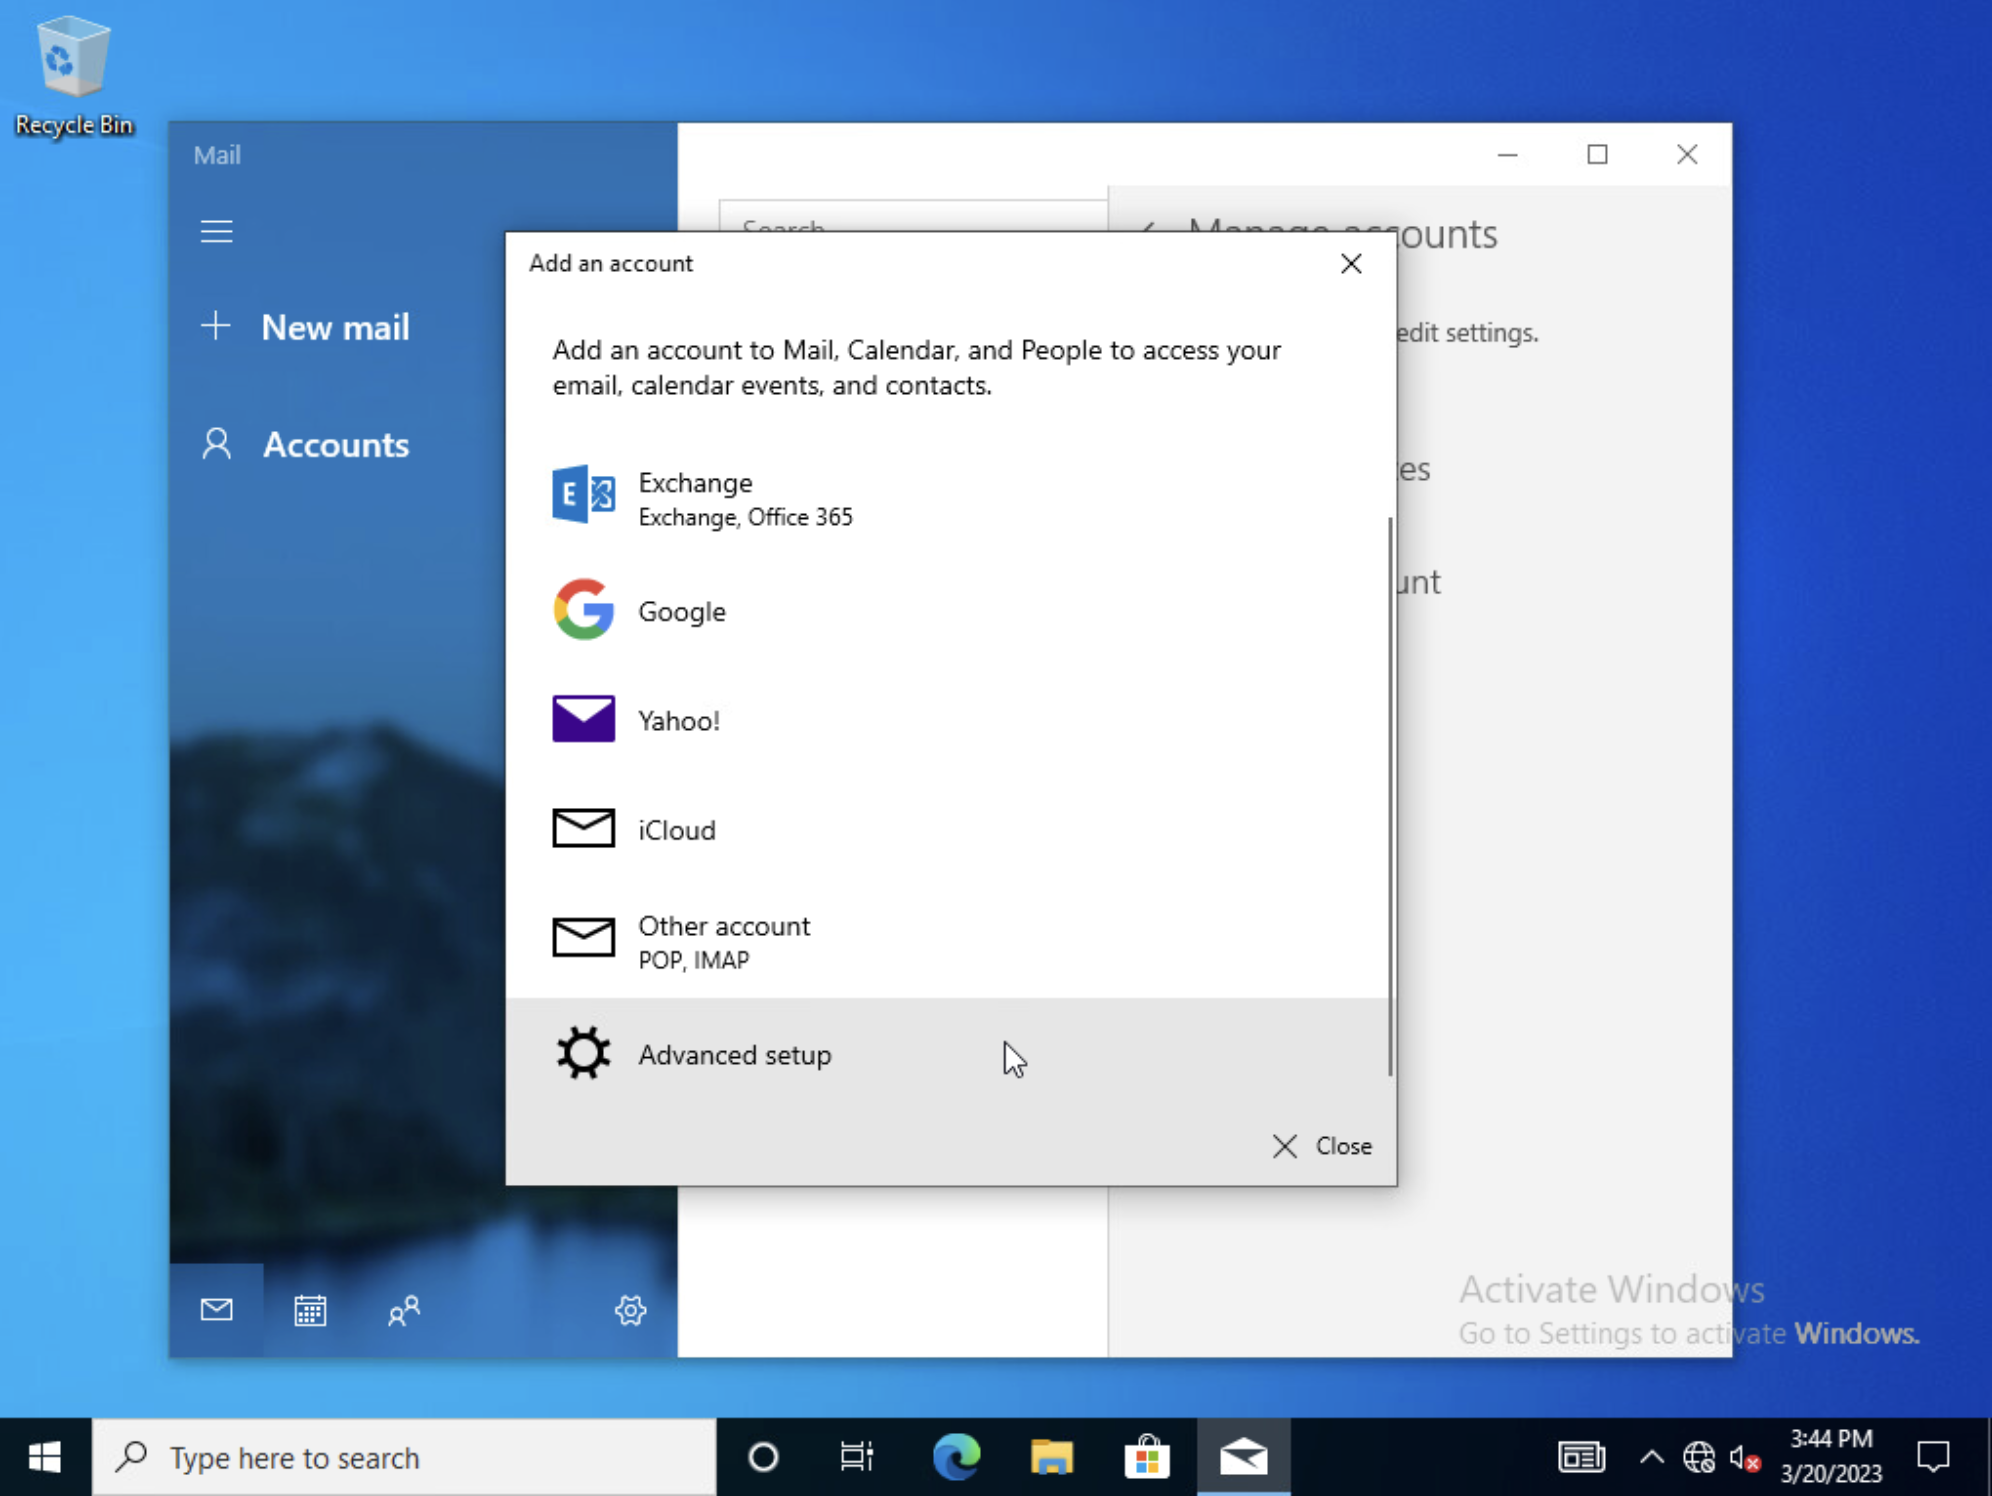 Recycle Bin
Mail
Search
Manage accounts
Add an account
edit settings.
New mail
Add an account to Mail, Calendar, and People to access your
email, calendar events, and contacts.
Accounts
Exchange
Exchange, Office 365
Google
Yahoo!
iCloud
Other account
POP, IMAP
Advanced setup
Close
Activate Windows
Go to Settings to activate Windows.
Type here to search
3:44 PM
3/20/2023